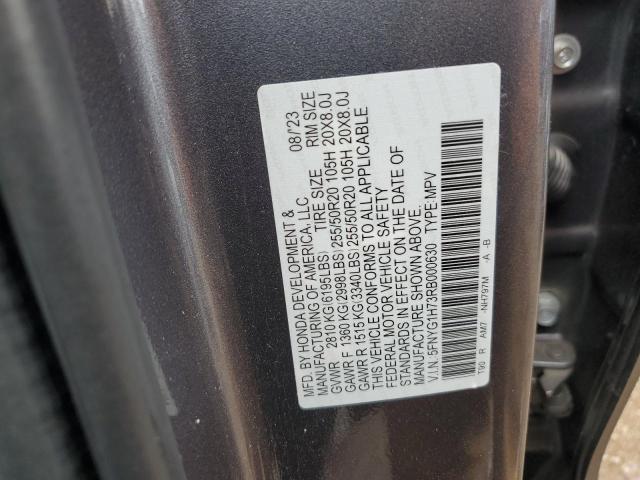 MFD. BY HONDA DEVELOPMENT & 08/'23
MANUFACTURING OF AMERICA, LLC
TIRE SIZE RIM SIZE
GVWR 2810 KG(6195LBS)
GAWR F 1360 KG(2998LBS) 255/50R20 105H 20X8.0J
GAWR R 1515 KG(3340LBS) 255/50R20 105H 20X8.0J
THIS VEHICLE CONFORMS TO ALL APPLICABLE
FEDERAL MOTOR VEHICLE SAFETY
STANDARDS IN EFFECT ON THE DATE OF
MANUFACTURE SHOWN ABOVE.
V.I.N.: 5FNYG1H73RB000630 TYPE:MPV
T90 R AM7 -NH797M -A -B